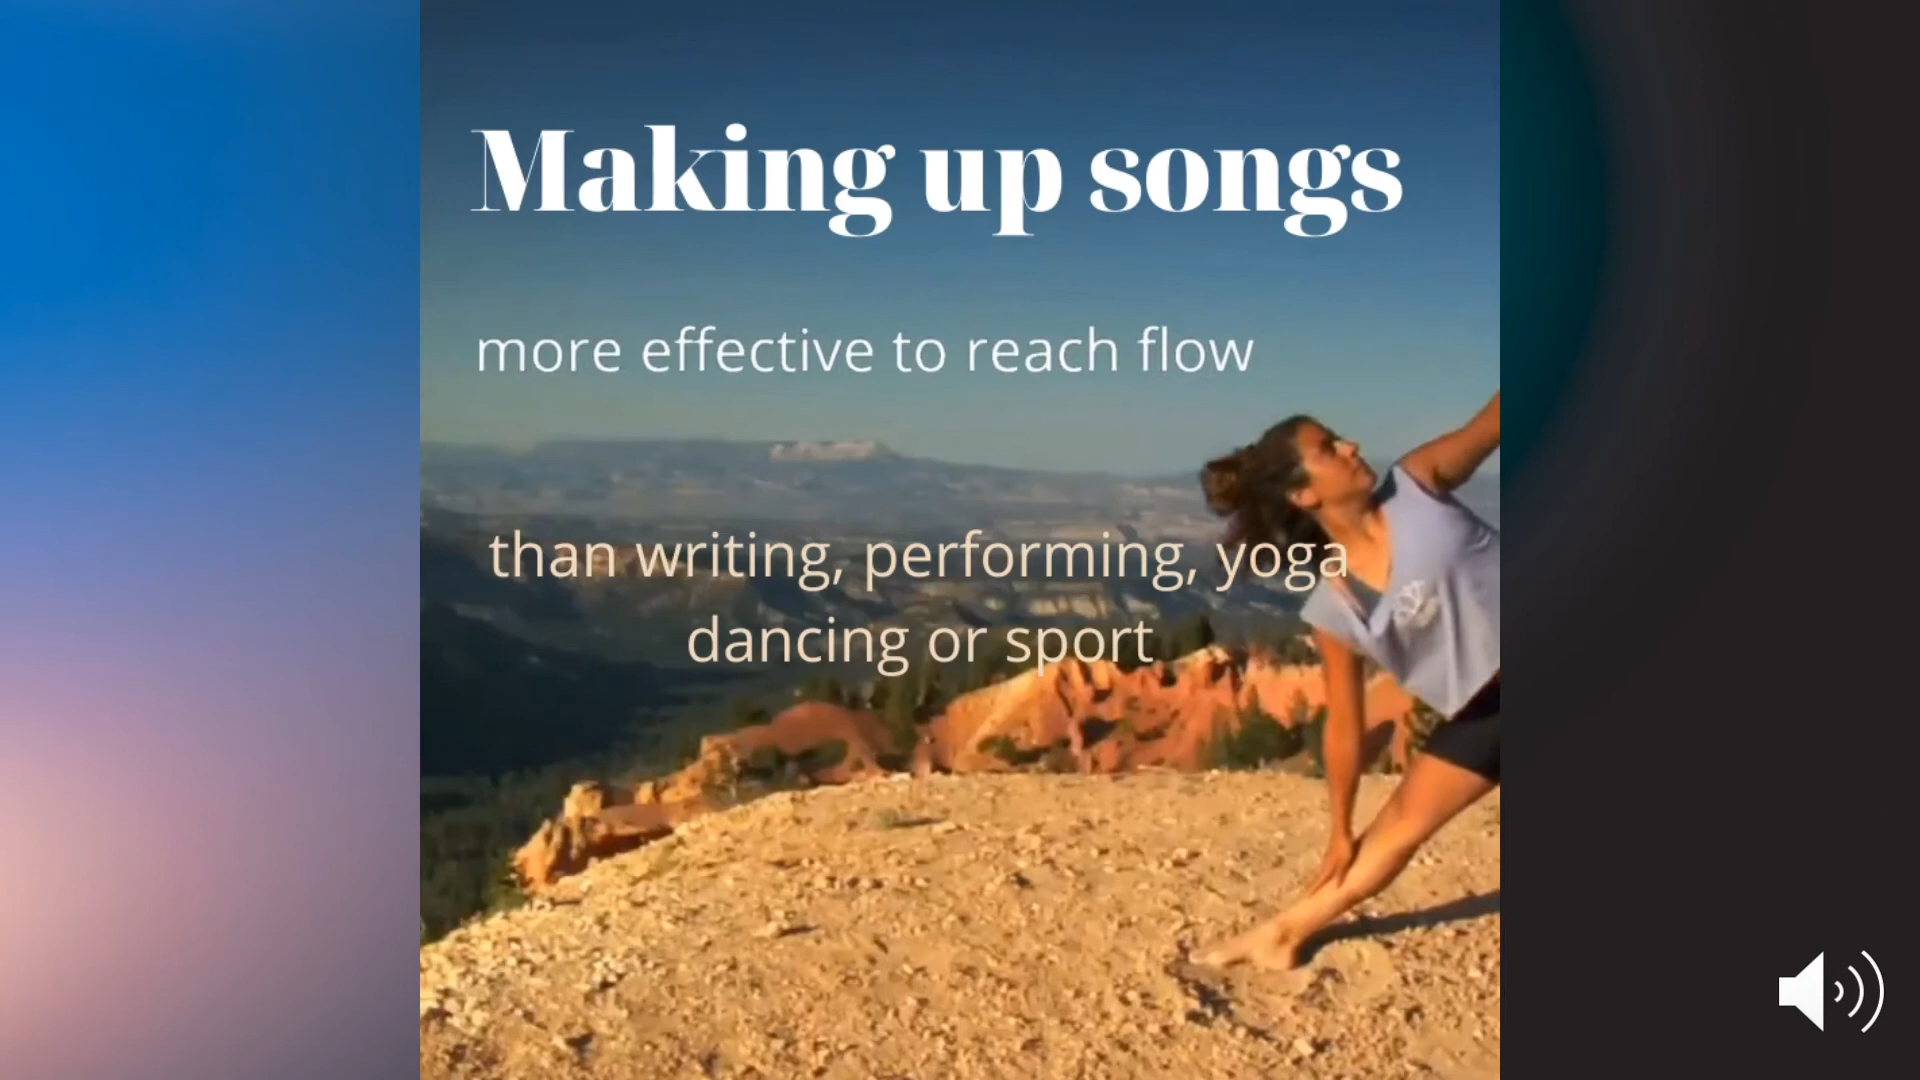 Making up songs
more effective to reach flow
than writing, performing, yoga
dancing or sport